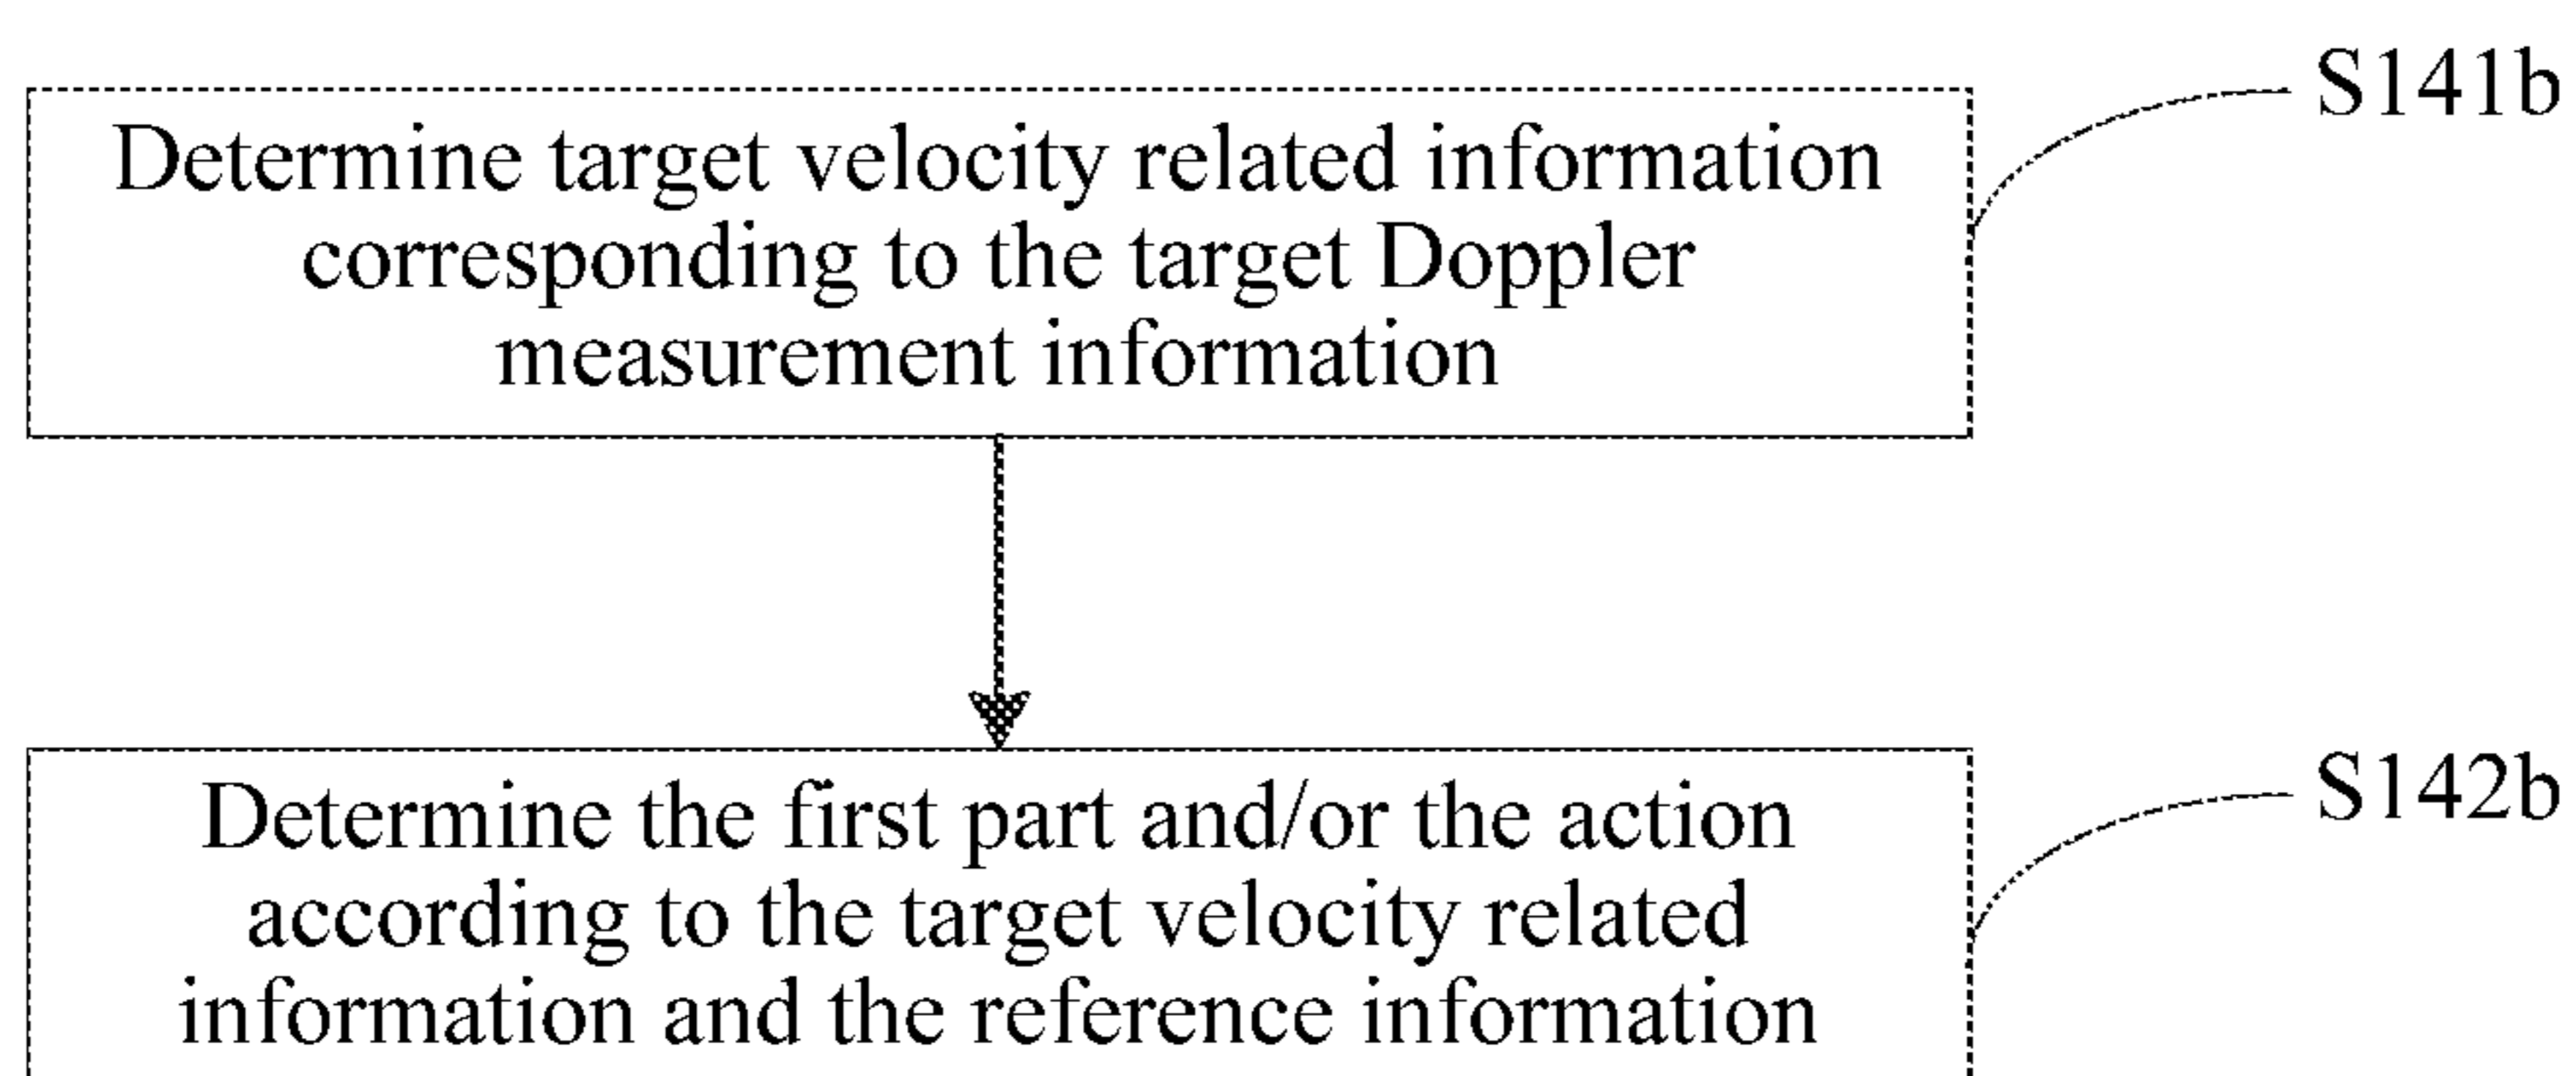 S141b
Determine target velocity related information
corresponding to the target Doppler
measurement information
S142b
Determine the first part and/or the action
according to the target velocity related
information and the reference information